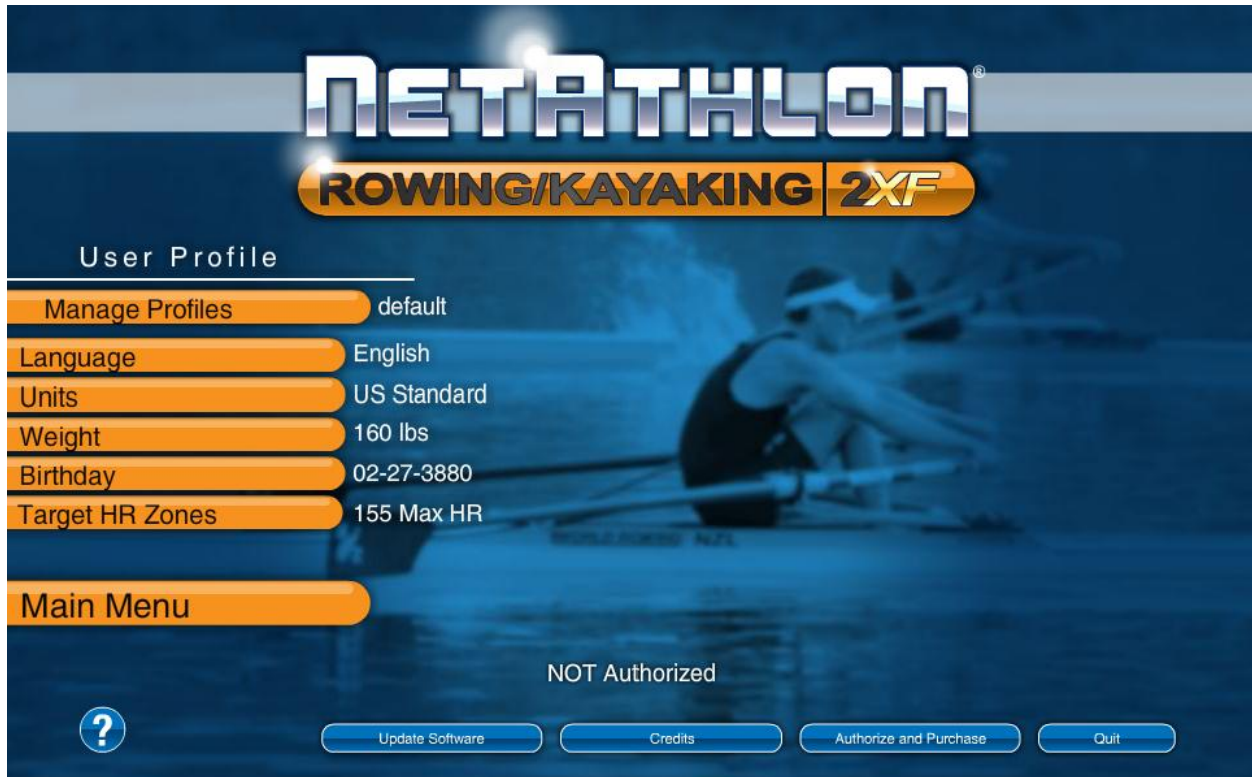 NETATHLON®
ROWING/KAYAKING 2XF
User Profile
Manage Profiles default
Language English
Units US Standard
Weight 160 lbs
Birthday 02-27-3880
Target HR Zones 155 Max HR
Main Menu
NOT Authorized
? Update Software Credits Authorize and Purchase Quit
NZL